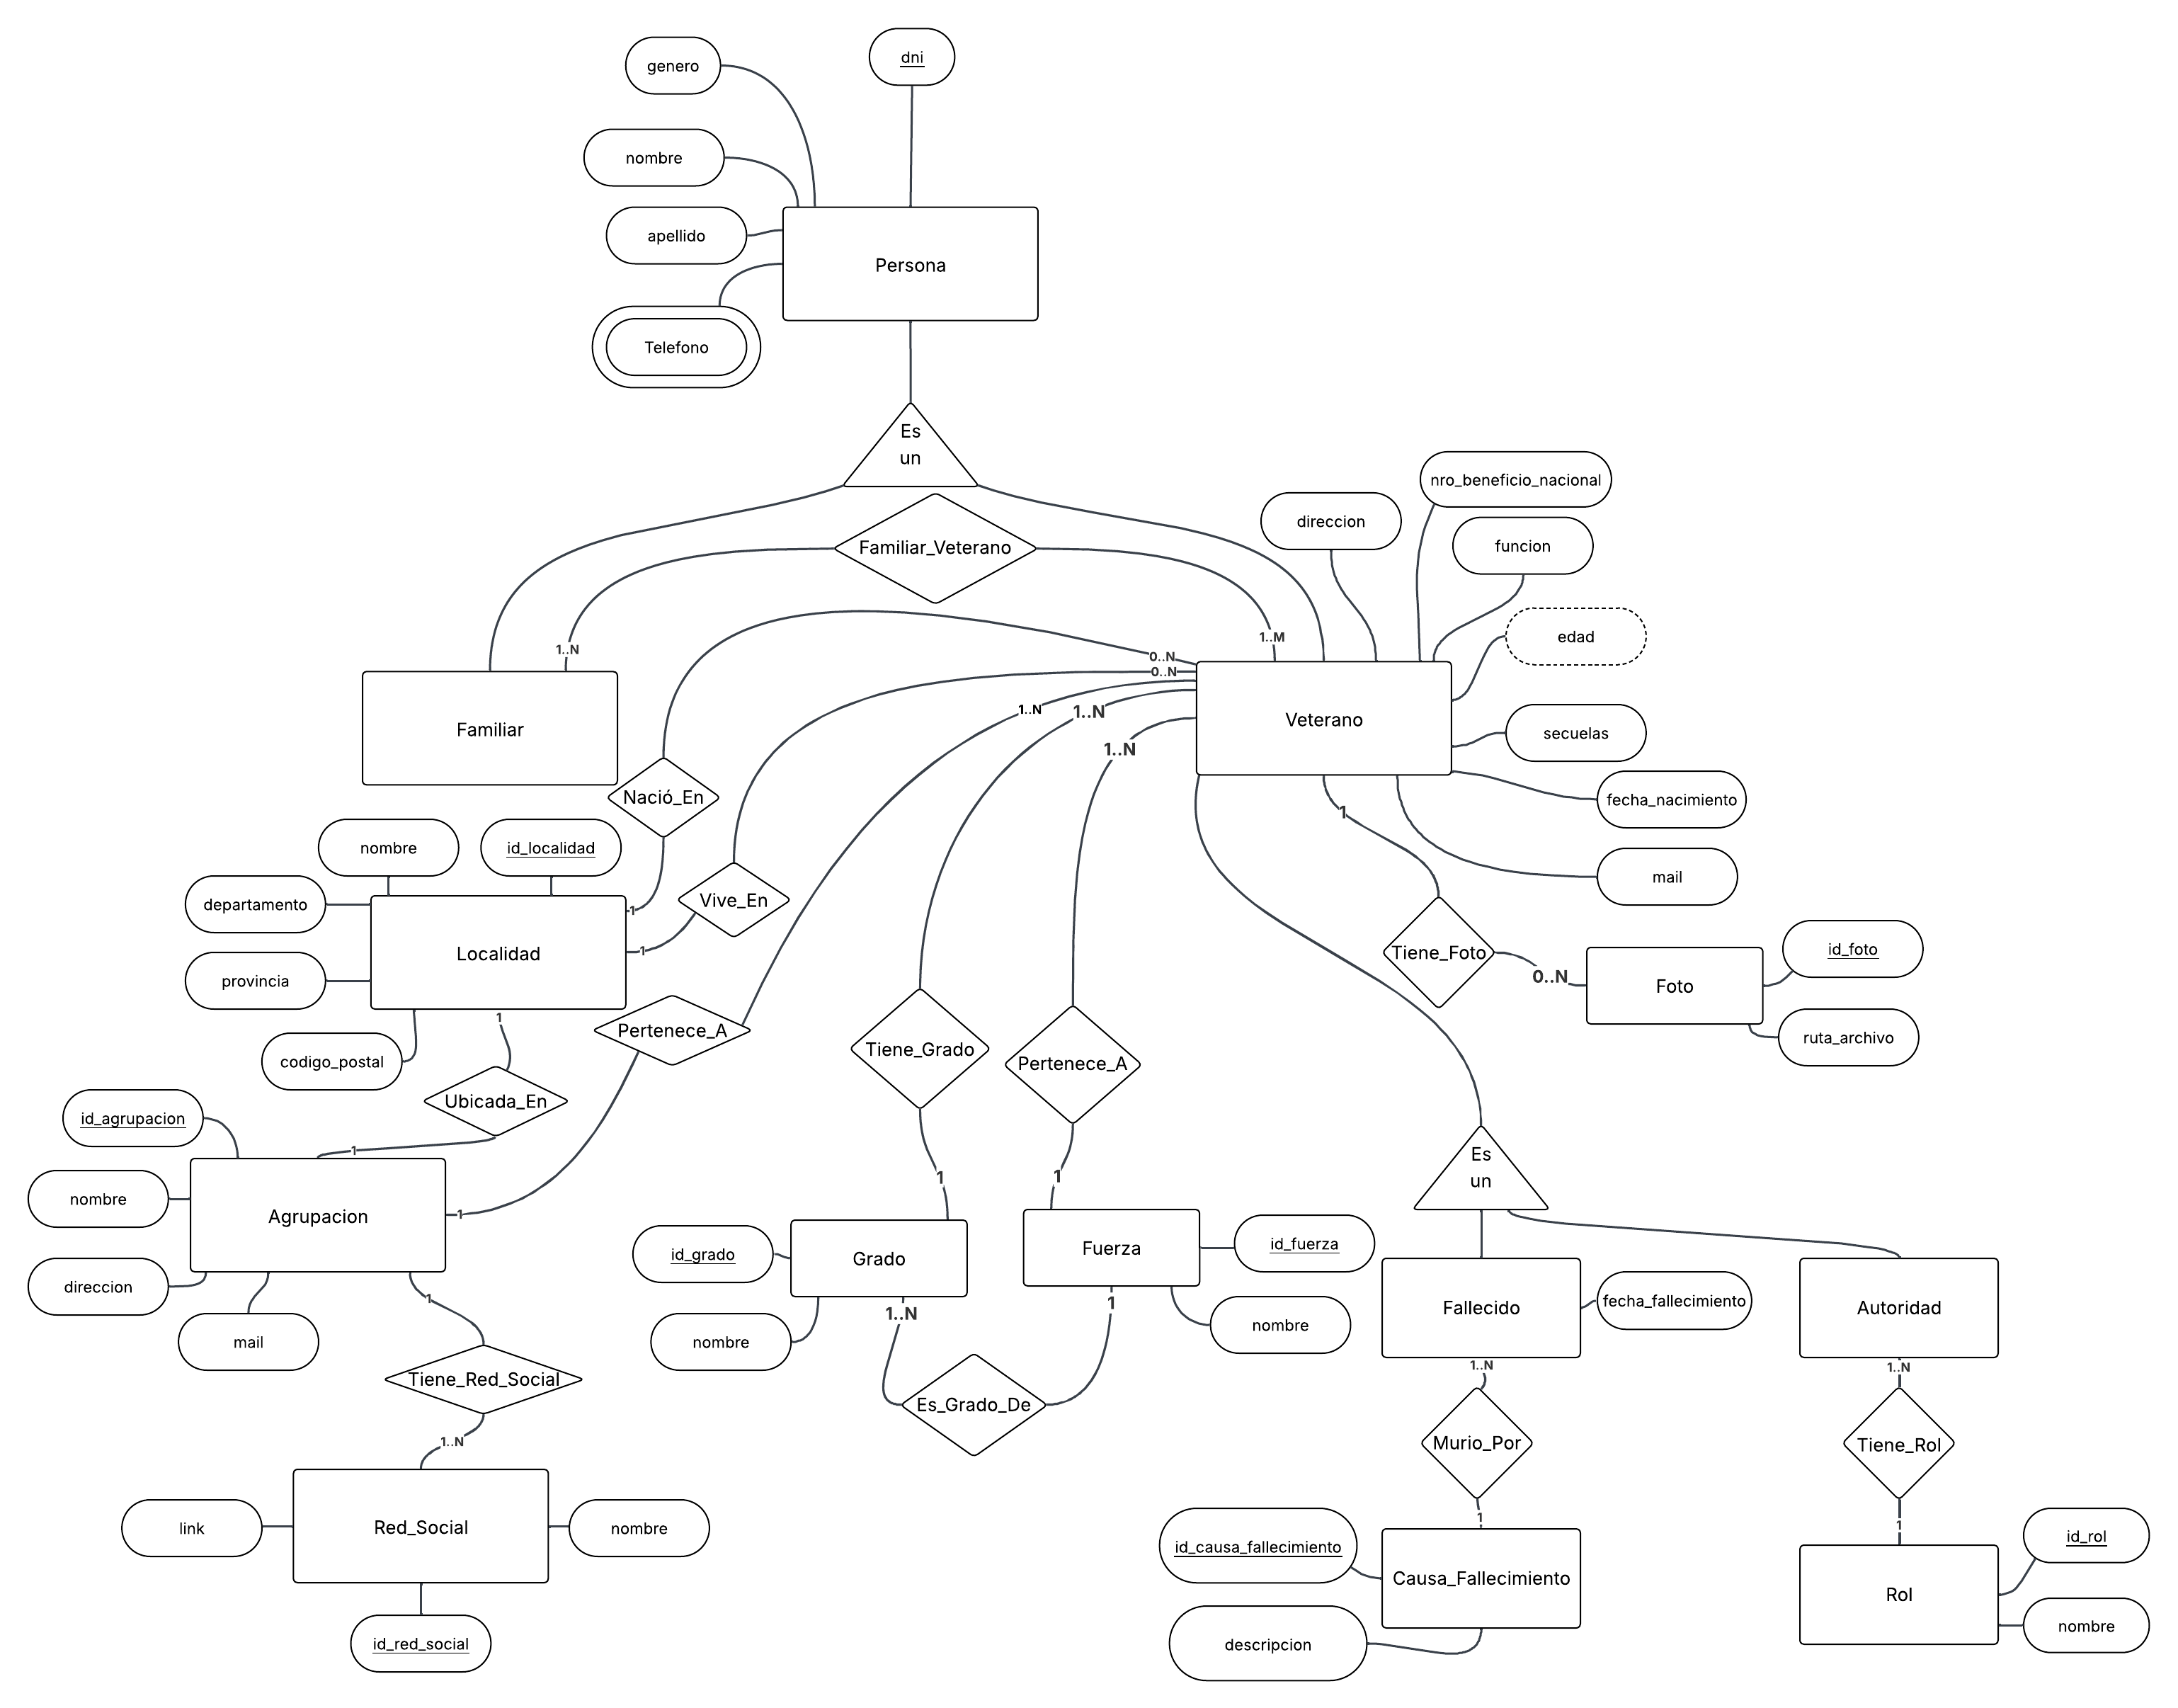 dni
genero
nombre
apellido
Persona
Telefono
Es
un
nro_beneficio_nacional
direccion
funcion
Familiar_Veterano
edad
1..M
1..N
0..N
0..N
1..N
1..N
Veterano
Familiar
secuelas
1..N
Nació_En
fecha_nacimiento
1
nombre
id_localidad
mail
departamento
1
Vive_En
Localidad
1
Tiene_Foto
id_foto
0..N
Foto
provincia
1
Pertenece_A
ruta_archivo
Tiene_Grado
codigo_postal
Pertenece_A
Ubicada_En
id_agrupacion
1
Es
un
1
1
nombre
Agrupacion
1
id_grado
Grado
Fuerza
id_fuerza
direccion
1
1..N
1
fecha_fallecimiento
Fallecido
Autoridad
mail
nombre
nombre
1..N
1..N
Tiene_Red_Social
Es_Grado_De
1..N
Murio_Por
Tiene_Rol
link
Red_Social
nombre
1
1
id_rol
id_causa_fallecimiento
Causa_Fallecimiento
Rol
nombre
id_red_social
descripcion